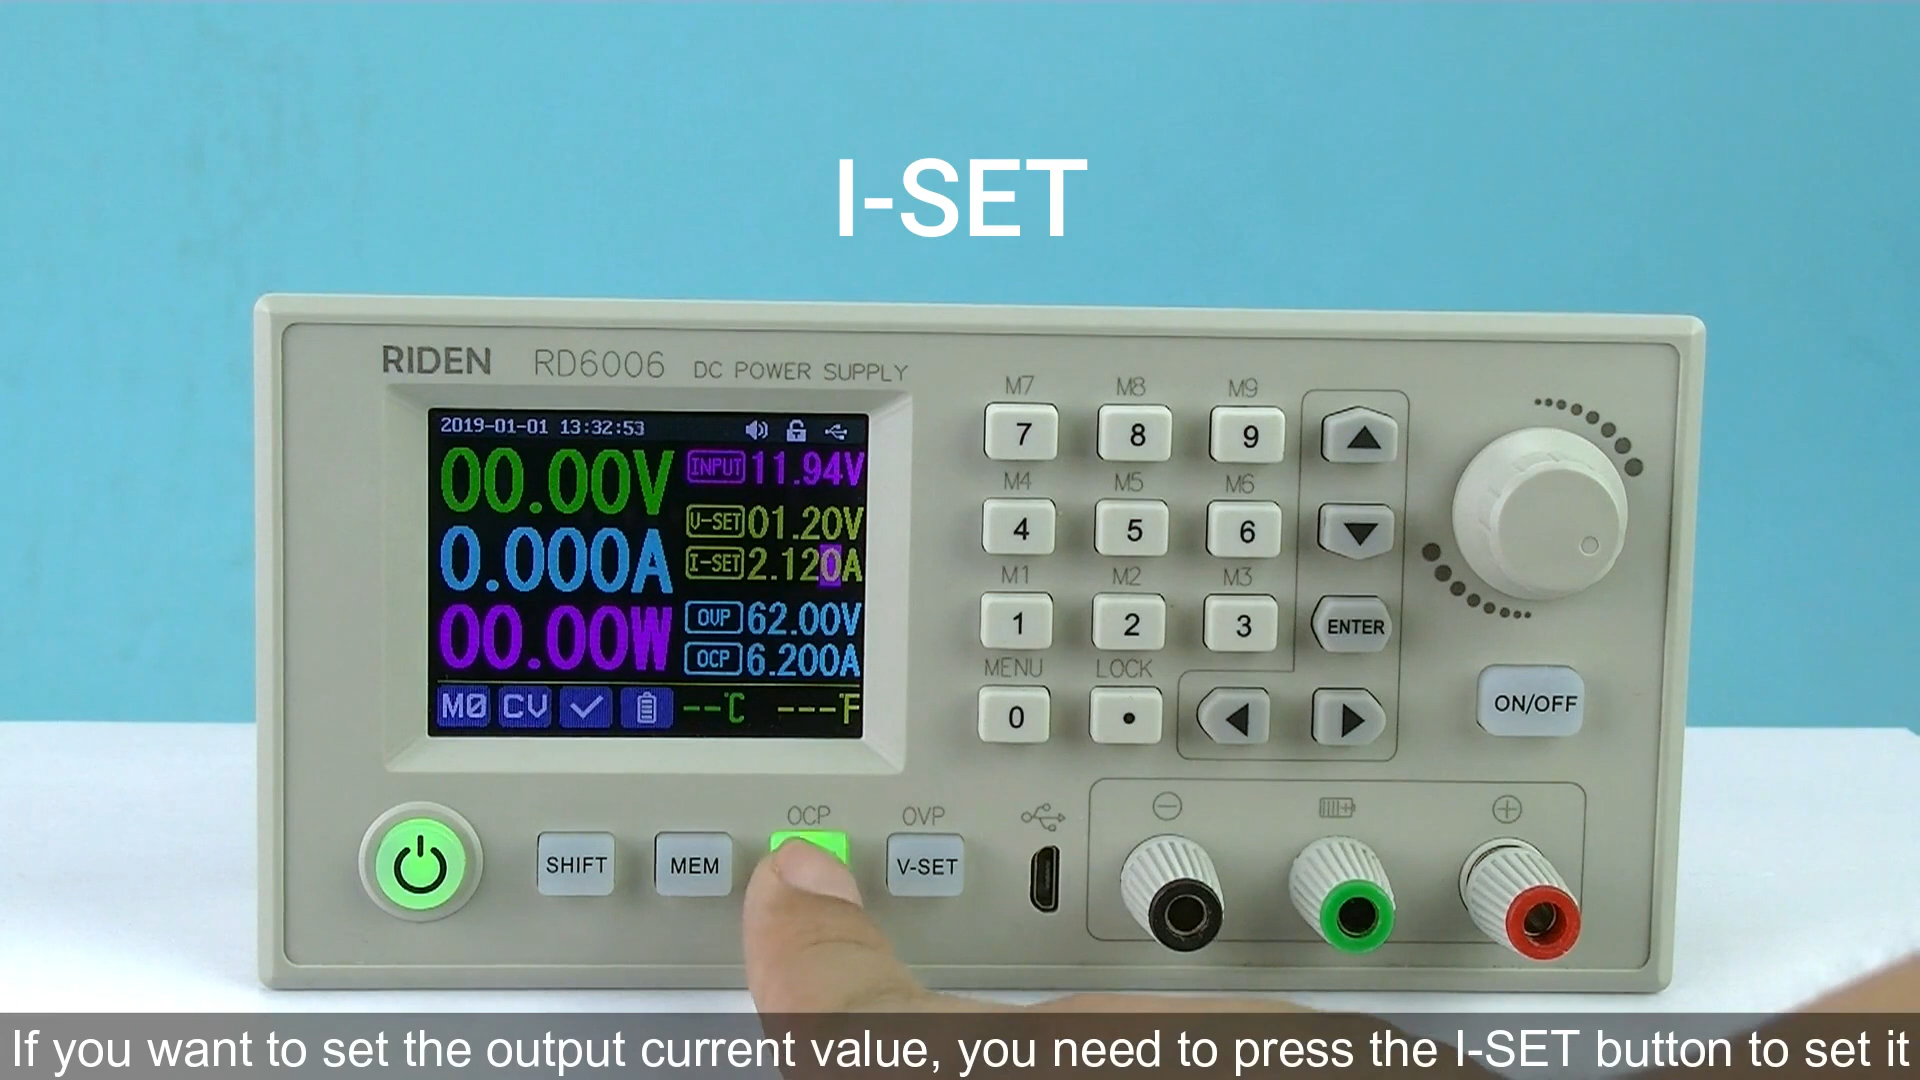 I-SET
RIDEN RD6006 DC POWER SUPPLY
2019-01-01 13:32:53
00.00V
INPUT 11.94V
V-SET 01.20V
0.000A
I-SET 2.120A
00.00W
OVP 62.00V
OCP 6.200A
M0 CV --℃ ---℉
M7 M8 M9
7 8 9
M4 M5 M6
4 5 6
M1 M2 M3
1 2 3 ENTER
MENU LOCK
0 •
ON/OFF
OCP OVP
SHIFT MEM V-SET
If you want to set the output current value, you need to press the I-SET button to set it